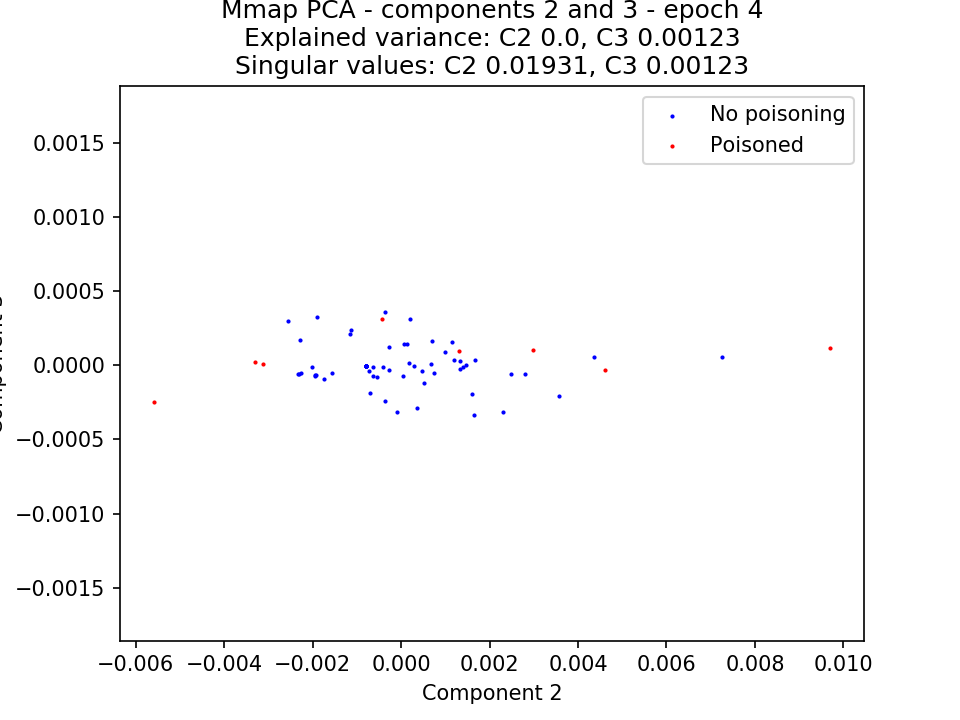 Mmap PCA - components 2 and 3 - epoch 4
Explained variance: C2 0.0, C3 0.00123
Singular values: C2 0.01931, C3 0.00123
No poisoning
Poisoned
0.0015
0.0010
0.0005
0.0000
−0.0005
−0.0010
−0.0015
−0.006 −0.004 −0.002 0.000 0.002 0.004 0.006 0.008 0.010
Component 2